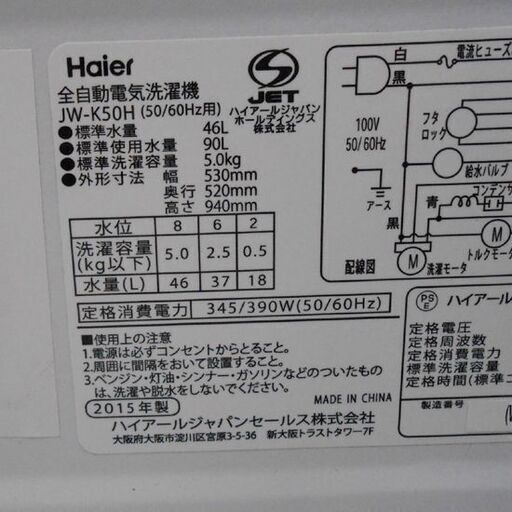 Haier
全自動電気洗濯機
JW-K50H (50/60Hz用)
JET
ハイアールジャパン
ホールディングス
株式会社
●標準水量 46L
●標準使用水量 90L
●標準洗濯容量 5.0kg
●外形寸法 幅 530mm
奥行 520mm
高さ 940mm
水位 8 6 2
洗濯容量(kg以下) 5.0 2.5 0.5
水量(L) 46 37 18
定格消費電力 345/390W(50/60Hz)
■使用上の注意
1.電源は必ずコンセントからとること。
2.周囲に間隔をおいて設置すること。
3.ベンジン・灯油・シンナー・ガソリンなどのついたもの
は、洗濯や脱水をしないでください。
2015年製
MADE IN CHINA
ハイアールジャパンセールス株式会社
大阪府大阪市淀川区宮原3-5-36 新大阪トラストタワー7F
白
電流ヒューズ
黒
100V
50/60Hz
フタ
ロック
給水バルブ
アース
コンデンサ
青
黒
M
M
トルクモータ
洗濯モータ
配線図
PS
E
ハイアール
定格電圧
定格周波数
定格消費電力
標準洗濯容量
定格時間(標準コ
製造番号